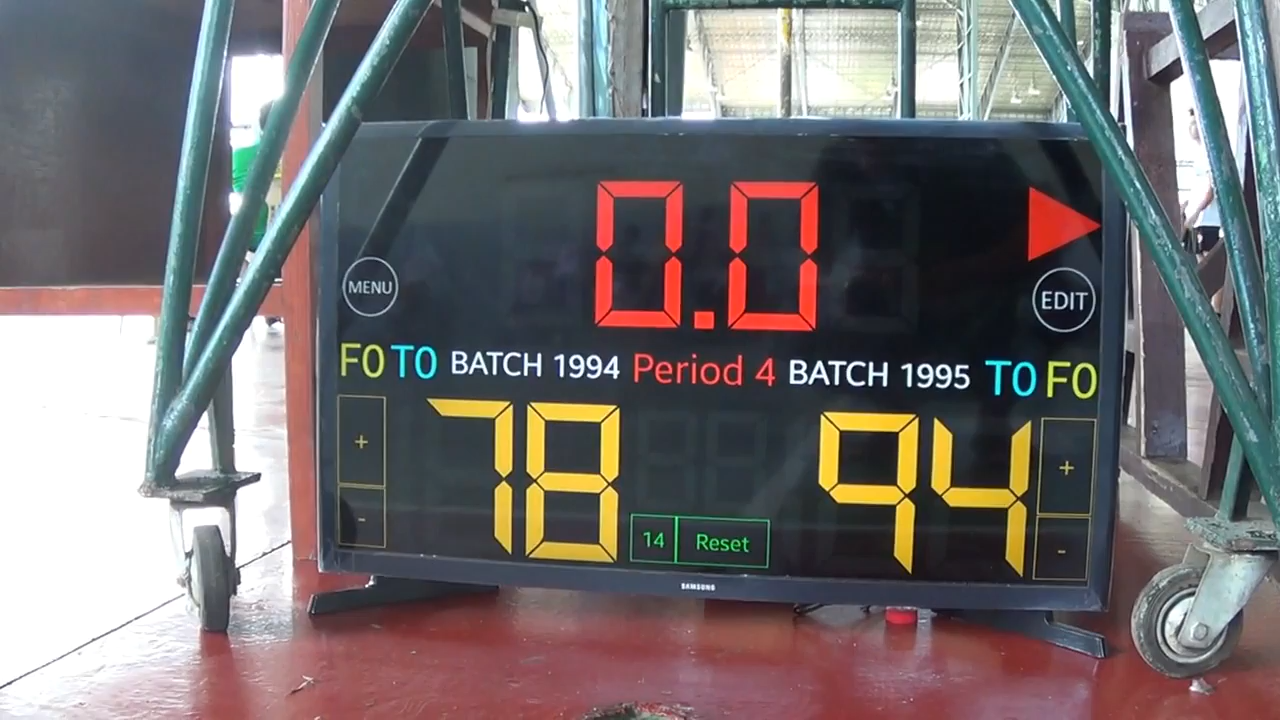 0.0
MENU
EDIT
F0 T0 BATCH 1994 Period 4 BATCH 1995 T0 F0
+ 78 94 +
- 14 Reset -
SAMSUNG